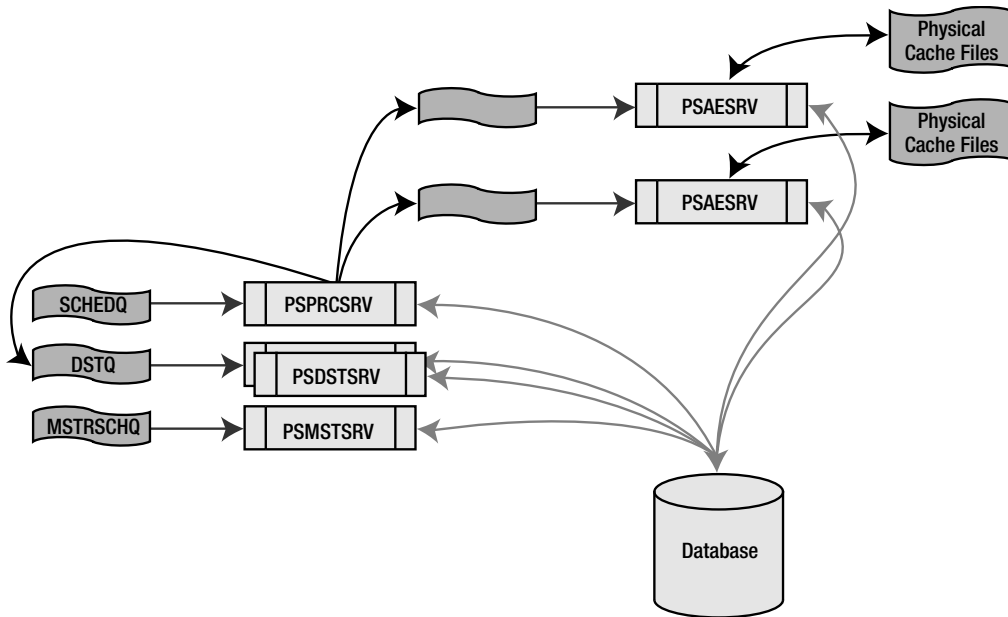 Physical
Cache Files
PSAESRV
Physical
Cache Files
PSAESRV
SCHEDQ
PSPRCSRV
DSTQ
PSDSTSRV
MSTRSCHQ
PSMSTSRV
Database